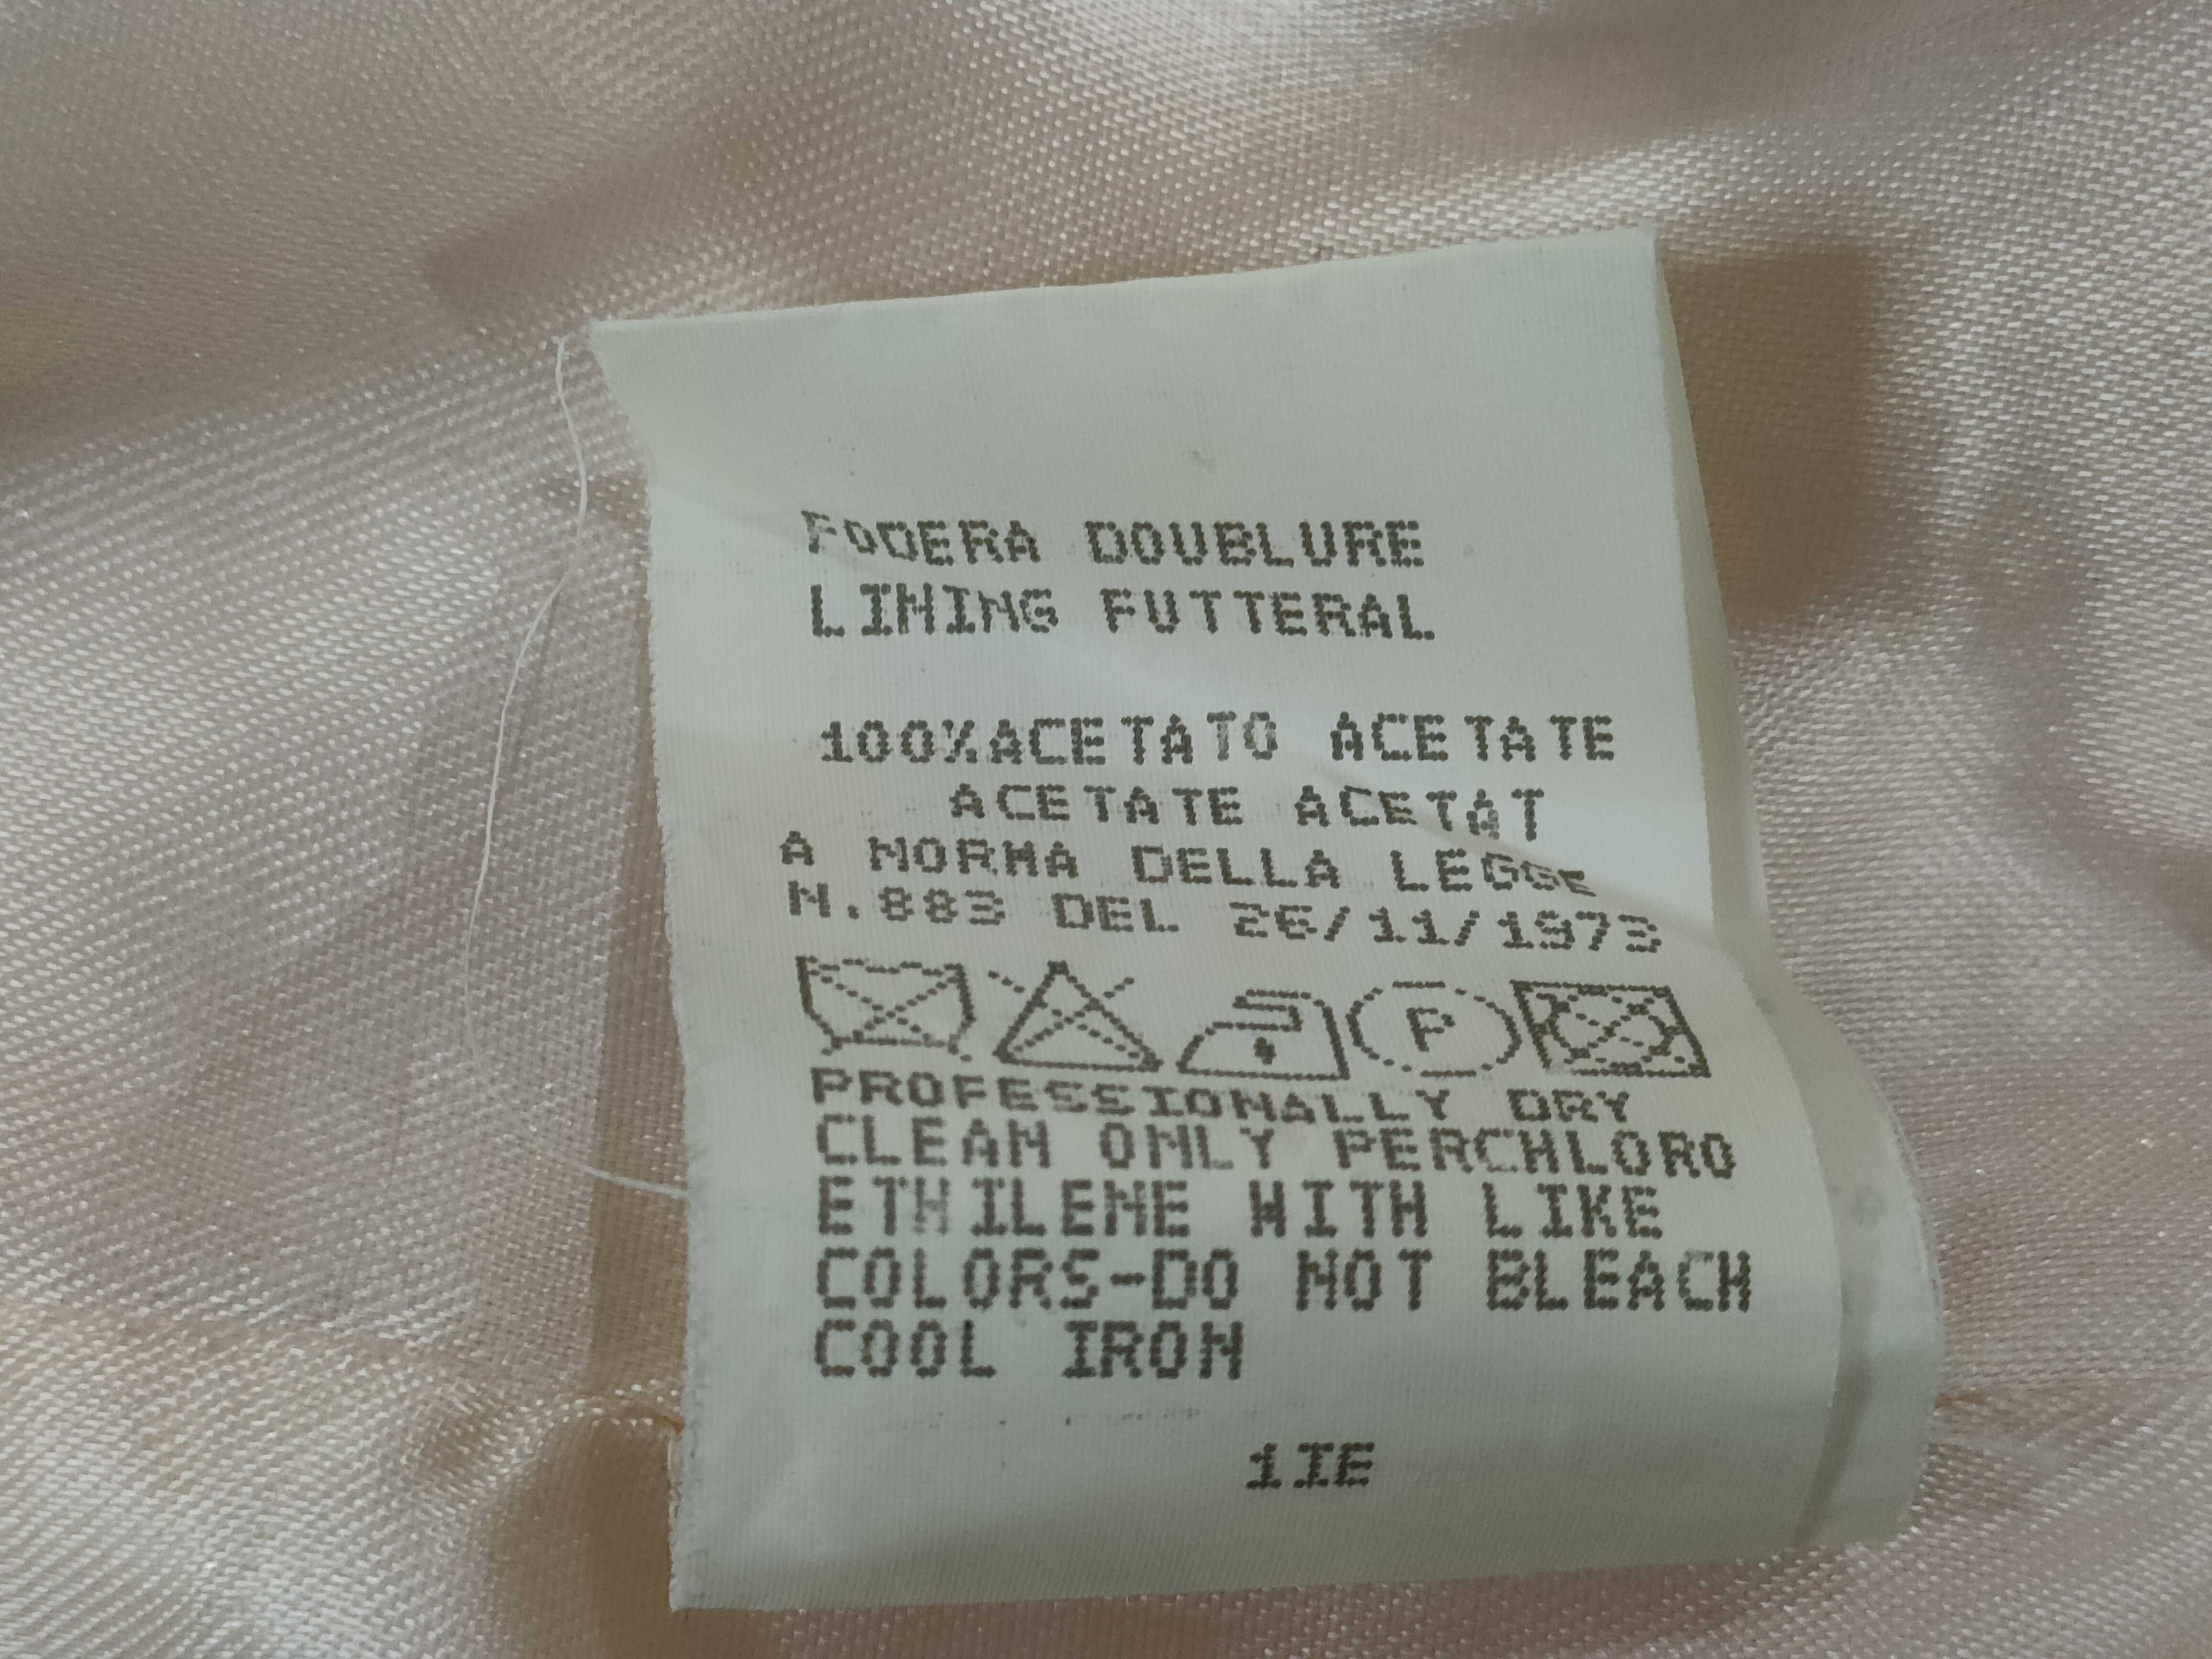 FODERA DOUBLURE
LINING FUTTERAL
100%ACETATO ACETATE
ACETATE ACETAT
A NORMA DELLA LEGGE
N.883 DEL 26/11/1973
P
PROFESSIONALLY DRY
CLEAN ONLY PERCHLORO
ETHILENE WITH LIKE
COLORS-DO NOT BLEACH
COOL IRON
1IE